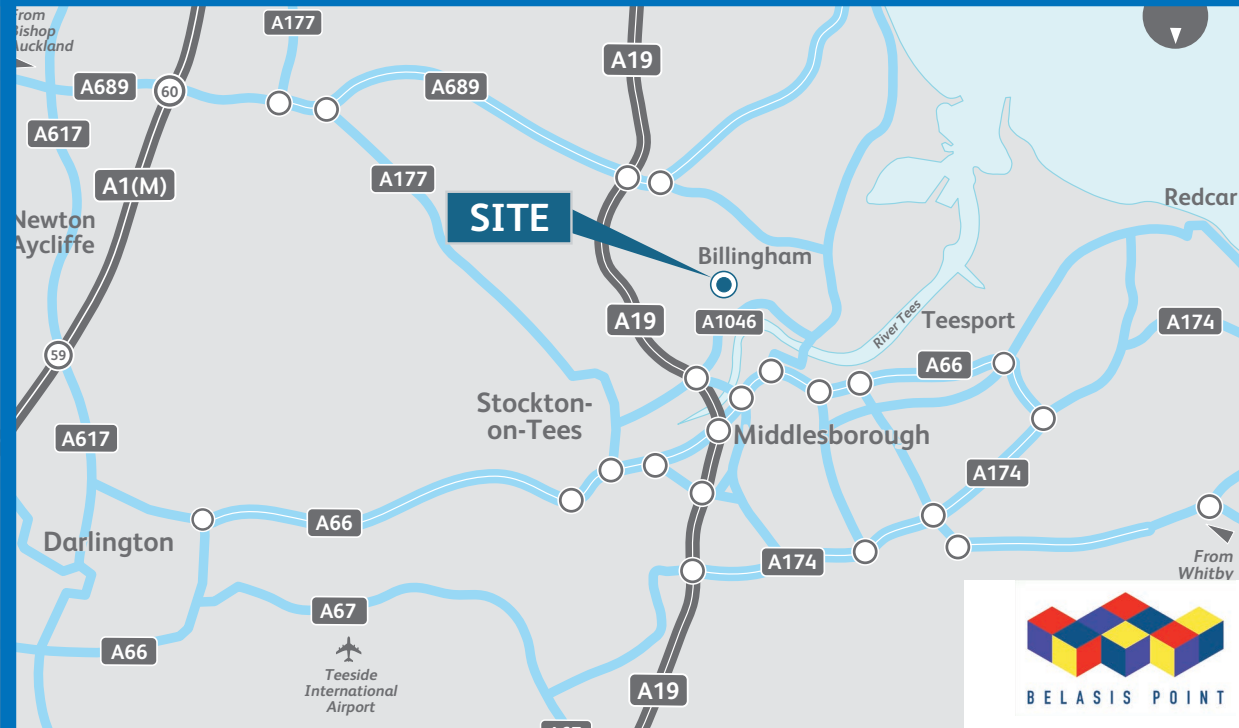 From
Bishop
Auckland
A177
A19
A689
60
A689
A617
A1(M)
A177
Redcar
SITE
Newton
Aycliffe
Billingham
A19
A1046
River Tees
Teesport
A174
59
A66
Stockton-
on-Tees
Middlesborough
A617
A174
A66
Darlington
A174
From
Whitby
A67
A66
Teeside
International
Airport
A19
BELASIS POINT